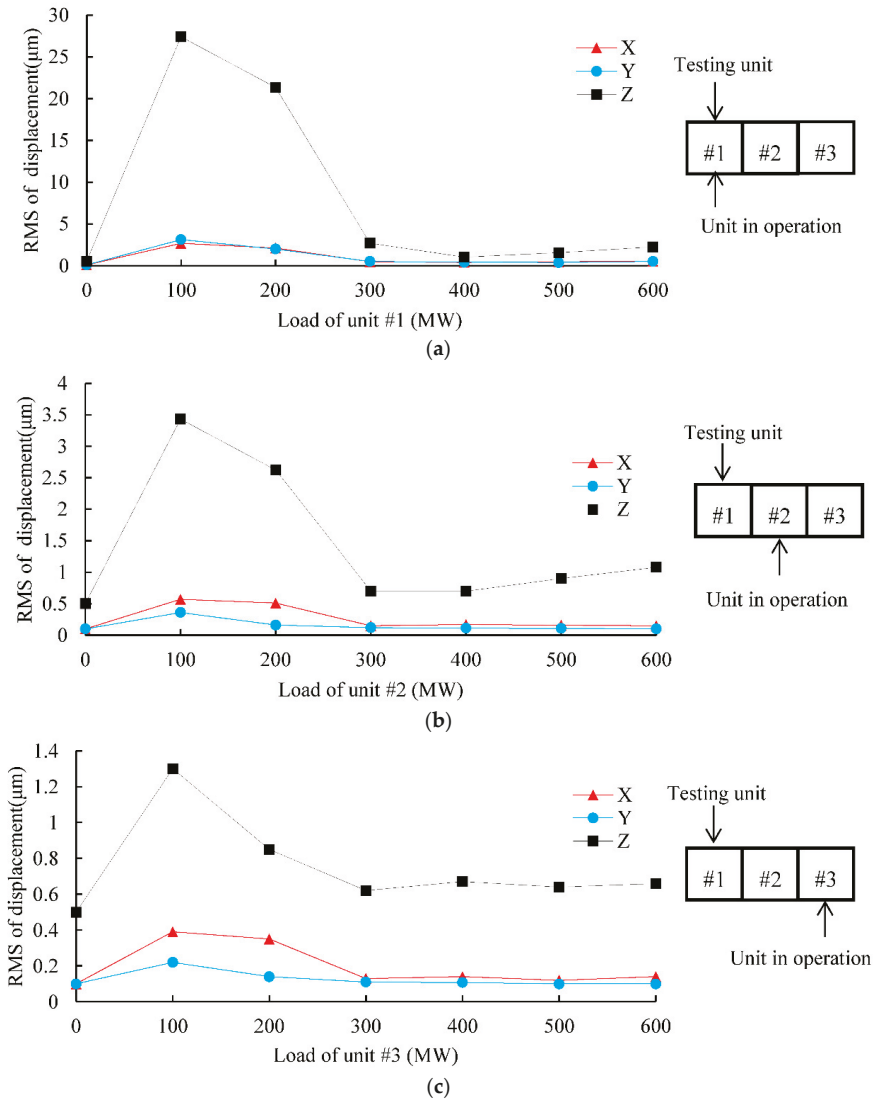 30
25
20
15
10
5
0
RMS of displacement(μm)
X
Y
Z
0 100 200 300 400 500 600
Load of unit #1 (MW)
Testing unit
#1 #2 #3
Unit in operation
(a)
4
3.5
3
2.5
2
1.5
1
0.5
0
RMS of displacement(μm)
X
Y
Z
0 100 200 300 400 500 600
Load of unit #2 (MW)
Testing unit
#1 #2 #3
Unit in operation
(b)
1.4
1.2
1
0.8
0.6
0.4
0.2
0
RMS of displacement(μm)
X
Y
Z
0 100 200 300 400 500 600
Load of unit #3 (MW)
Testing unit
#1 #2 #3
Unit in operation
(c)